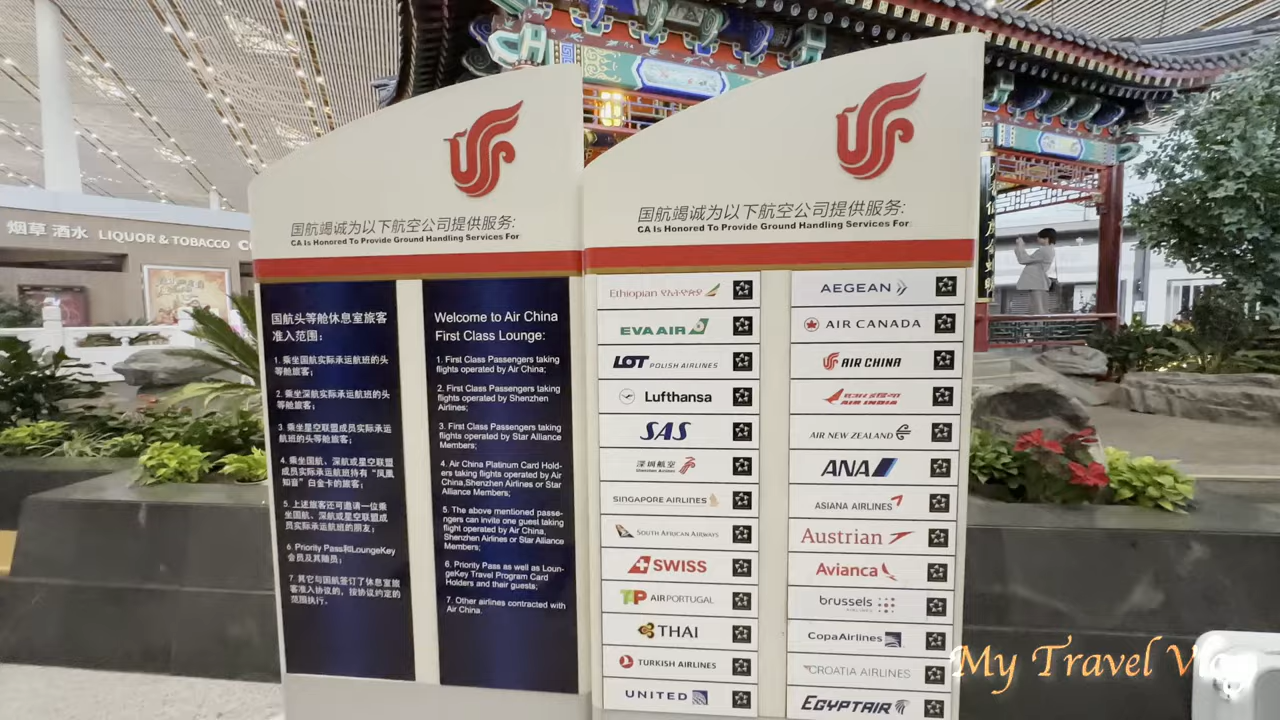 烟草 酒水 LIQUOR & TOBACCO
国航竭诚为以下航空公司提供服务:
CA Is Honored To Provide Ground Handling Services For
国航头等舱休息室旅客
准入范围:
1. 乘坐国航实际承运航班的头
等舱旅客;
2. 乘坐深航实际承运航班的头
等舱旅客;
3. 乘坐星空联盟成员实际承运
航班的头等舱旅客;
4. 乘坐国航、深航或星空联盟
成员实际承运航班持有“凤凰
知音”白金卡的旅客;
5. 上述旅客还可邀请一位乘
坐国航、深航或星空联盟成
员实际承运航班的朋友;
6. Priority Pass和LoungeKey
会员及其随员;
7. 其它与国航签订了休息室旅
客准入协议的,按协议约定的
范围执行。
Welcome to Air China
First Class Lounge:
1. First Class Passengers taking
flights operated by Air China;
2. First Class Passengers taking
flights operated by Shenzhen
Airlines;
3. First Class Passengers taking
flights operated by Star Alliance
Members;
4. Air China Platinum Card Hold-
ers taking flights operated by Air
China,Shenzhen Airlines or Star
Alliance Members;
5. The above mentioned passe-
ngers can invite one guest taking
flight operated by Air China,
Shenzhen Airlines or Star Alliance
Members;
6. Priority Pass as well as Loun-
geKey Travel Program Card
Holders and their guests;
7. Other airlines contracted with
Air China.
国航竭诚为以下航空公司提供服务:
CA Is Honored To Provide Ground Handling Services For
Ethiopian የኢትዮጵያ
EVA AIR
LOT POLISH AIRLINES
Lufthansa
SAS
深圳航空
Shenzhen Airlines
SINGAPORE AIRLINES
SOUTH AFRICAN AIRWAYS
SWISS
TP AIRPORTUGAL
THAI
TURKISH AIRLINES
UNITED
AEGEAN
AIR CANADA
AIR CHINA
AIR INDIA
AIR NEW ZEALAND
ANA
ASIANA AIRLINES
Austrian
Avianca
brussels
AIRLINES
CopaAirlines
CROATIA AIRLINES
EGYPTAIR
My Travel Vlog